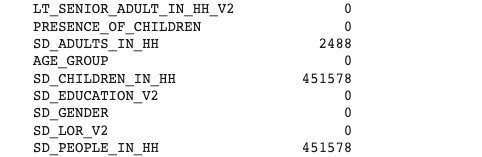 LT_SENIOR_ADULT_IN_HH_V2 0
PRESENCE_OF_CHILDREN 0
SD_ADULTS_IN_HH 2488
AGE_GROUP 0
SD_CHILDREN_IN_HH 451578
SD_EDUCATION_V2 0
SD_GENDER 0
SD_LOR_V2 0
SD_PEOPLE_IN_HH 451578